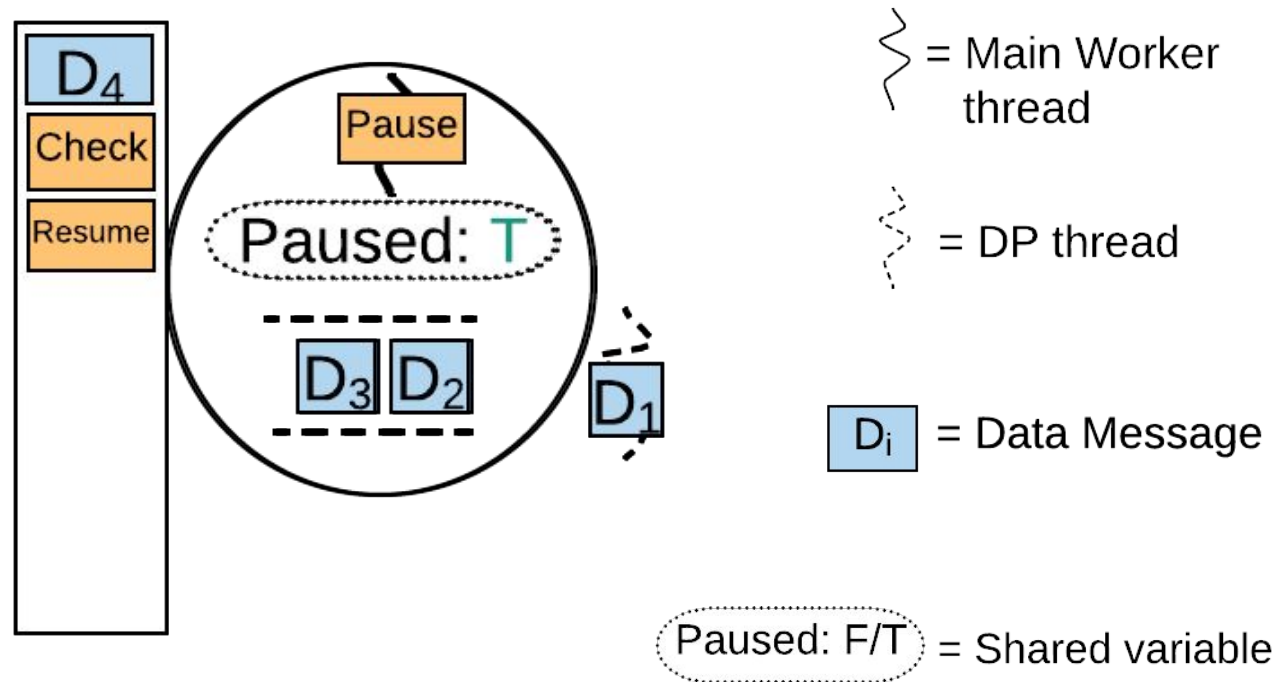 D₄
Check
Resume
Pause
Paused: T
D₃
D₂
D₁
= Main Worker
thread
= DP thread
Dᵢ = Data Message
Paused: F/T = Shared variable